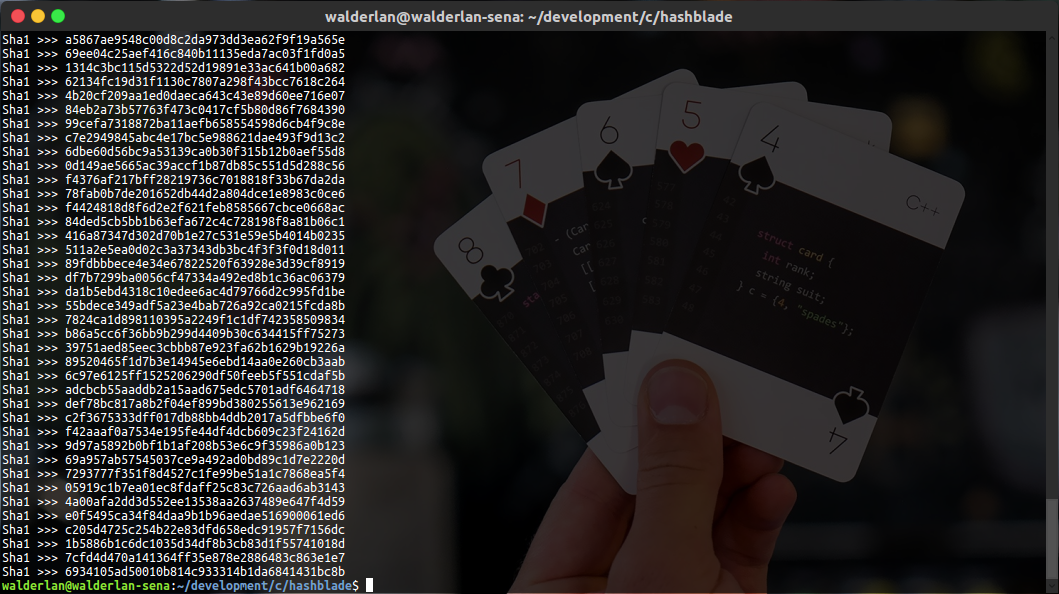 walderlan@walderlan-sena: ~/development/c/hashblade
Sha1 >>> a5867ae9548c00d8c2da973dd3ea62f9f19a565e
Sha1 >>> 69ee04c25aef416c840b11135eda7ac03f1fd0a5
Sha1 >>> 1314c3bc115d5322d52d19891e33ac641b00a682
Sha1 >>> 62134fc19d31f1130c7807a298f43bcc7618c264
Sha1 >>> 4b20cf209aa1ed0daeca643c43e89d60ee716e07
Sha1 >>> 84eb2a73b57763f473c0417cf5b80d86f7684390
Sha1 >>> 99cefa7318872ba11aefb658554598d6cb4f9c8e
Sha1 >>> c7e2949845abc4e17bc5e988621dae493f9d13c2
Sha1 >>> 6dbe60d56bc9a53139ca0b30f315b12b0aef55d8
Sha1 >>> 0d149ae5665ac39accf1b87db85c551d5d288c56
Sha1 >>> f4376af217bff28219736c7018818f33b67da2da
Sha1 >>> 78fab0b7de201652db44d2a804dce1e8983c0ce6
Sha1 >>> f4424818d8f6d2e2f621feb8585667cbce0668ac
Sha1 >>> 84ded5cb5bb1b63efa672c4c728198f8a81b06c1
Sha1 >>> 416a87347d302d70b1e27c531e59e5b4014b0235
Sha1 >>> 511a2e5ea0d02c3a37343db3bc4f3f3f0d18d011
Sha1 >>> 89fdbbbece4e34e67822520f63928e3d39cf8919
Sha1 >>> df7b7299ba0056cf47334a492ed8b1c36ac06379
Sha1 >>> da1b5ebd4318c10edee6ac4d79766d2c995fd1be
Sha1 >>> 55bdece349adf5a23e4bab726a92ca0215fcda8b
Sha1 >>> 7824ca1d898110395a2249f1c1df742358509834
Sha1 >>> b86a5cc6f36bb9b299d4409b30c634415ff75273
Sha1 >>> 39751aed85eec3cbbb87e923fa62b1629b19226a
Sha1 >>> 89520465f1d7b3e14945e6ebd14aa0e260cb3aab
Sha1 >>> 6c97e6125ff1525206290df50feeb5f551cdaf5b
Sha1 >>> adcbcb55aaddb2a15aad675edc5701adf6464718
Sha1 >>> def78bc817a8b2f04ef899bd380255613e962169
Sha1 >>> c2f3675333dff017db88bb4ddb2017a5dfbbe6f0
Sha1 >>> f42aaaf0a7534e195fe44df4dcb609c23f24162d
Sha1 >>> 9d97a5892b0bf1b1af208b53e6c9f35986a0b123
Sha1 >>> 69a957ab57545037ce9a492ad0bd89c1d7e2220d
Sha1 >>> 7293777f351f8d4527c1fe99be51a1c7868ea5f4
Sha1 >>> 05919c1b7ea01ec8fdaff25c83c726aad6ab3143
Sha1 >>> 4a00afa2dd3d552ee13538aa2637489e647f4d59
Sha1 >>> e0f5495ca34f84daa9b1b96aedae516900061ed6
Sha1 >>> c205d4725c254b22e83dfd658edc91957f7156dc
Sha1 >>> 1b5886b1c6dc1035d34df8b3cb83d1f55741018d
Sha1 >>> 7cfd4d470a141364ff35e878e2886483c863e1e7
Sha1 >>> 6934105ad50010b814c933314b1da6841431bc8b
walderlan@walderlan-sena:~/development/c/hashblade$
8
7
6
5
4
C++
struct card {
int rank;
string suit;
} c = {4, "spades"};
4